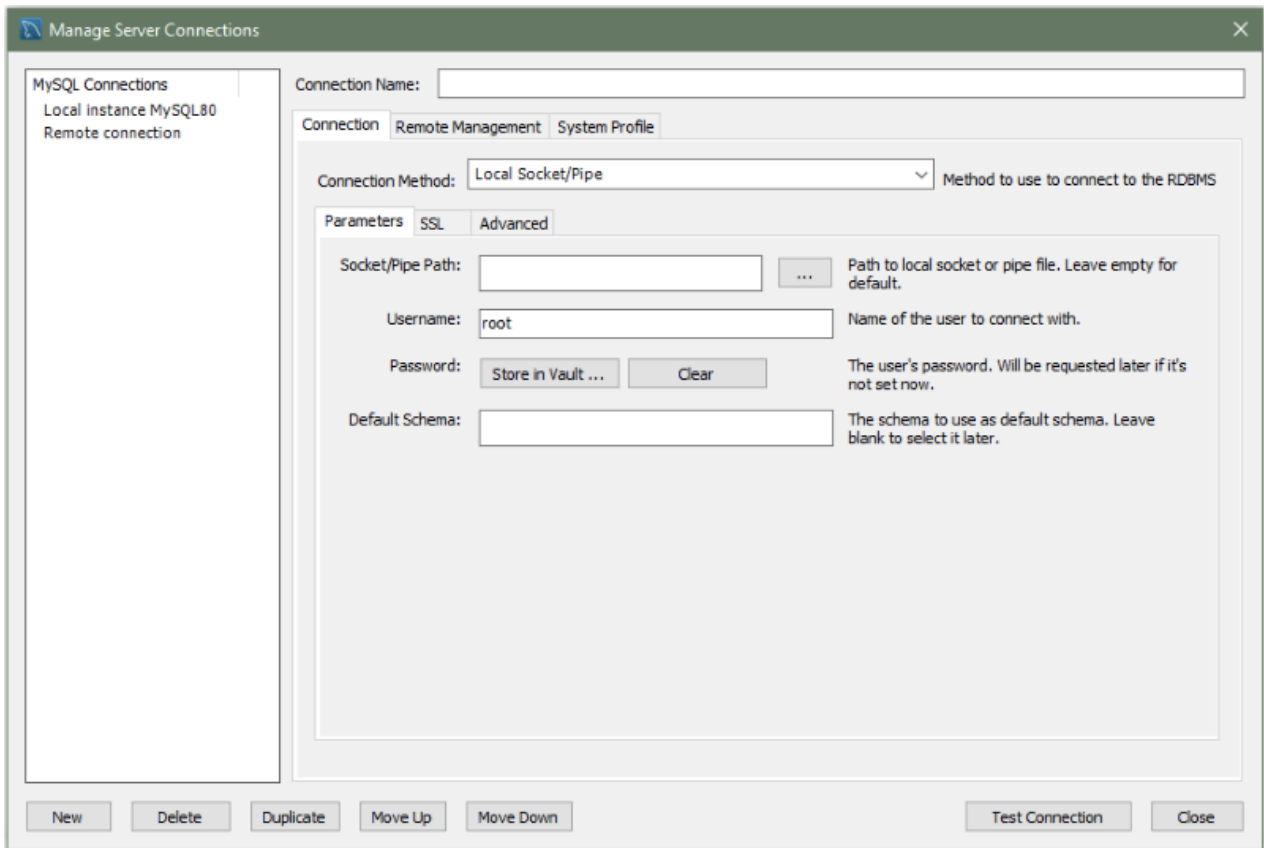 Manage Server Connections
MySQL Connections
Local instance MySQL80
Remote connection
Connection Name:
Connection Remote Management System Profile
Connection Method: Local Socket/Pipe Method to use to connect to the RDBMS
Parameters SSL Advanced
Socket/Pipe Path: ... Path to local socket or pipe file. Leave empty for
default.
Username: root Name of the user to connect with.
Password: Store in Vault ... Clear The user's password. Will be requested later if it's
not set now.
Default Schema: The schema to use as default schema. Leave
blank to select it later.
New Delete Duplicate Move Up Move Down Test Connection Close